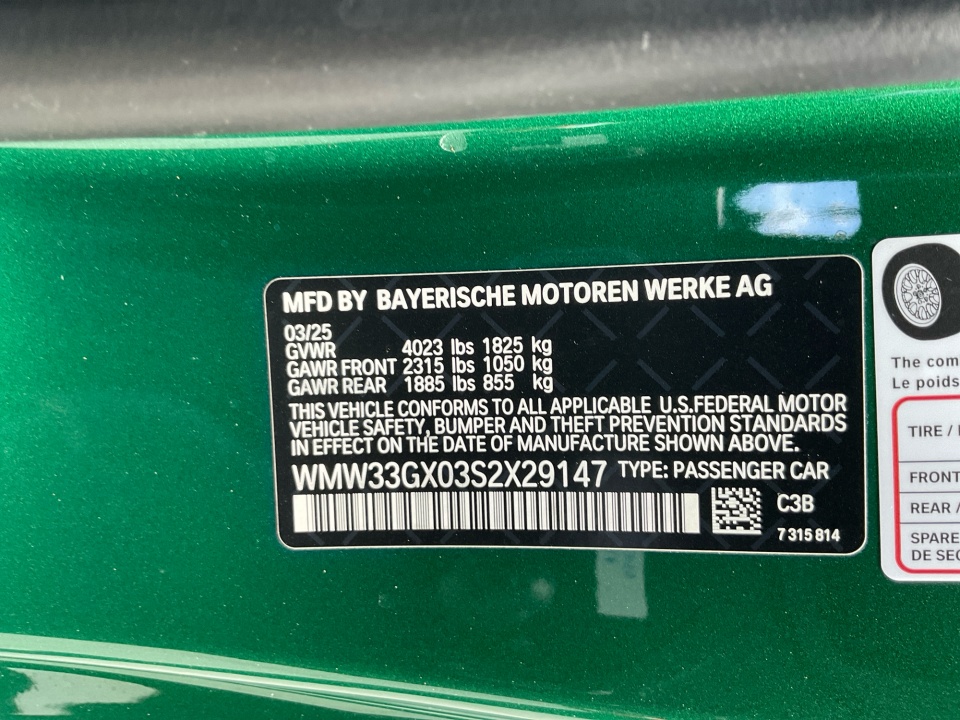 MFD BY BAYERISCHE MOTOREN WERKE AG
03/25
GVWR 4023 lbs 1825 kg
GAWR FRONT 2315 lbs 1050 kg
GAWR REAR 1885 lbs 855 kg
THIS VEHICLE CONFORMS TO ALL APPLICABLE U.S.FEDERAL MOTOR
VEHICLE SAFETY, BUMPER AND THEFT PREVENTION STANDARDS
IN EFFECT ON THE DATE OF MANUFACTURE SHOWN ABOVE.
WMW33GX03S2X29147 TYPE: PASSENGER CAR
C3B
7 315 814
The com
Le poids
TIRE /
FRONT
REAR /
SPARE
DE SEC